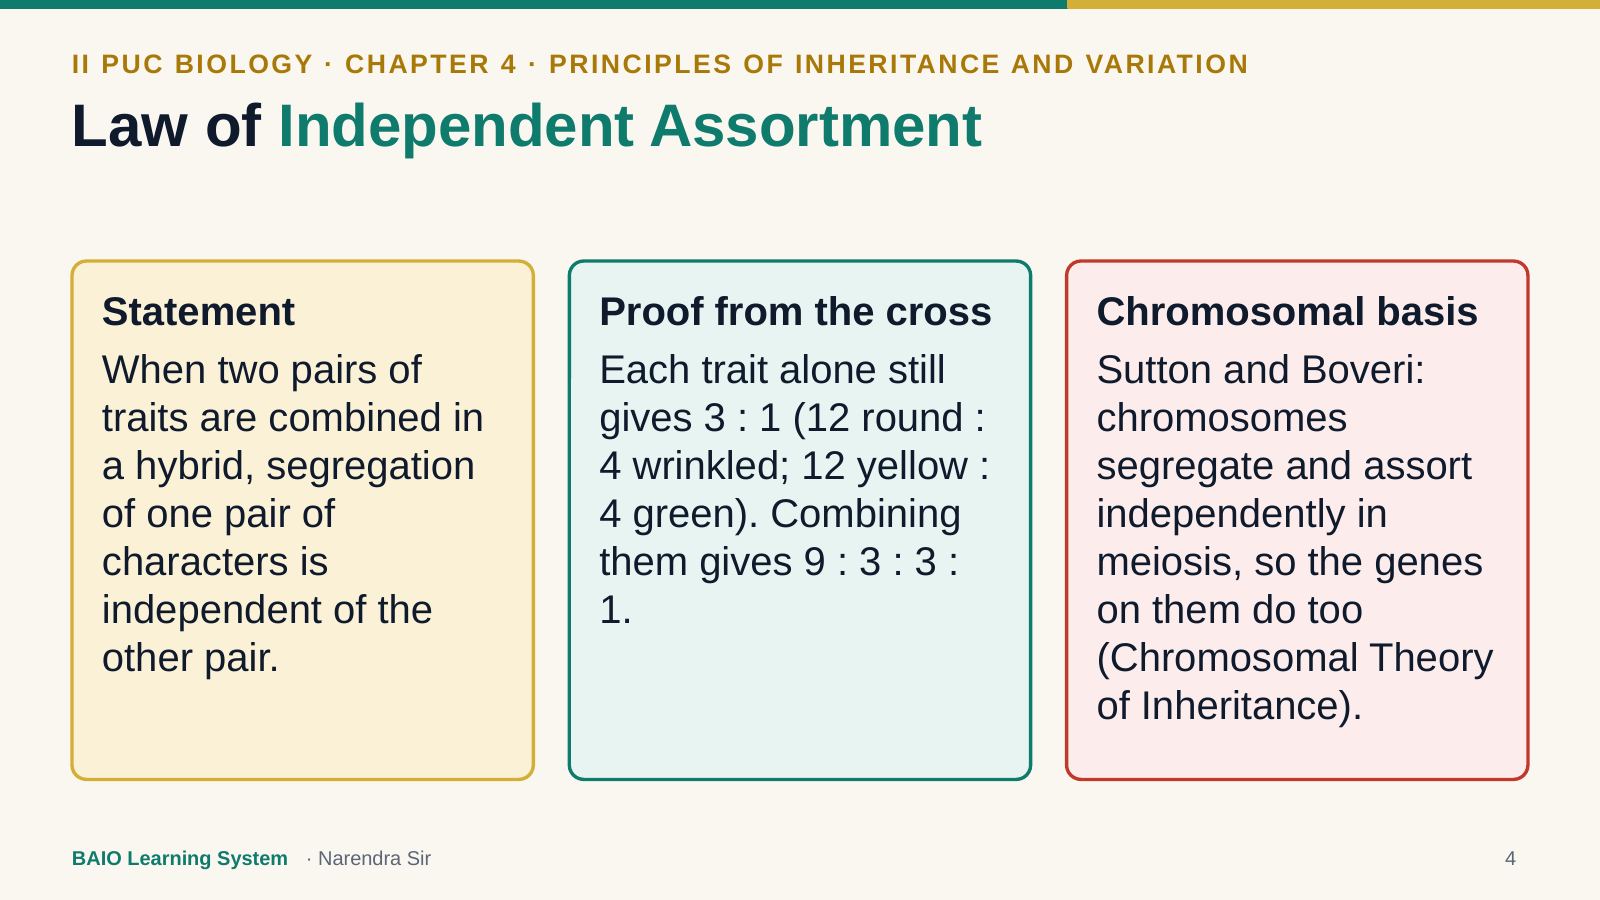 II PUC BIOLOGY · CHAPTER 4 · PRINCIPLES OF INHERITANCE AND VARIATION
Law of Independent Assortment
Statement
When two pairs of
traits are combined in
a hybrid, segregation
of one pair of
characters is
independent of the
other pair.
Proof from the cross
Each trait alone still
gives 3 : 1 (12 round :
4 wrinkled; 12 yellow :
4 green). Combining
them gives 9 : 3 : 3 :
1.
Chromosomal basis
Sutton and Boveri:
chromosomes
segregate and assort
independently in
meiosis, so the genes
on them do too
(Chromosomal Theory
of Inheritance).
BAIO Learning System · Narendra Sir
4